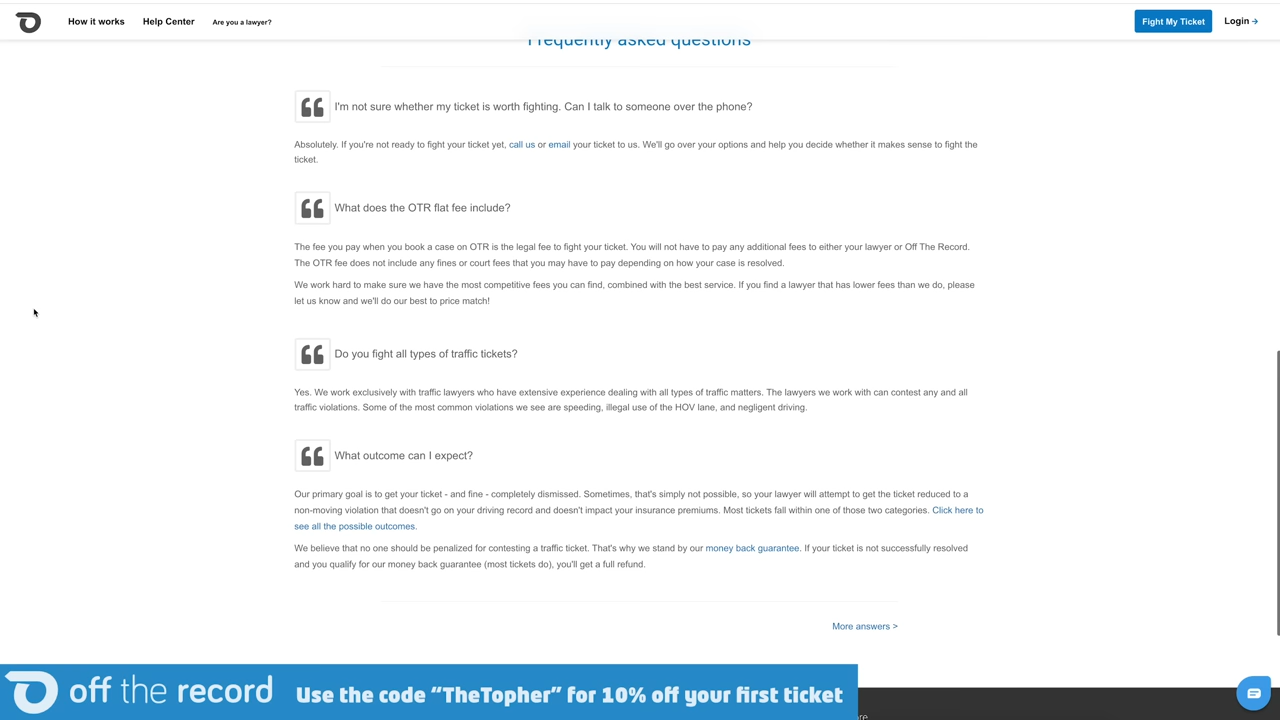 How it works
Help Center
Are you a lawyer?
Fight My Ticket
Login →
Frequently asked questions
I'm not sure whether my ticket is worth fighting. Can I talk to someone over the phone?
Absolutely. If you're not ready to fight your ticket yet, call us or email your ticket to us. We'll go over your options and help you decide whether it makes sense to fight the
ticket.
What does the OTR flat fee include?
The fee you pay when you book a case on OTR is the legal fee to fight your ticket. You will not have to pay any additional fees to either your lawyer or Off The Record.
The OTR fee does not include any fines or court fees that you may have to pay depending on how your case is resolved.
We work hard to make sure we have the most competitive fees you can find, combined with the best service. If you find a lawyer that has lower fees than we do, please
let us know and we'll do our best to price match!
Do you fight all types of traffic tickets?
Yes. We work exclusively with traffic lawyers who have extensive experience dealing with all types of traffic matters. The lawyers we work with can contest any and all
traffic violations. Some of the most common violations we see are speeding, illegal use of the HOV lane, and negligent driving.
What outcome can I expect?
Our primary goal is to get your ticket - and fine - completely dismissed. Sometimes, that's simply not possible, so your lawyer will attempt to get the ticket reduced to a
non-moving violation that doesn't go on your driving record and doesn't impact your insurance premiums. Most tickets fall within one of those two categories. Click here to
see all the possible outcomes.
We believe that no one should be penalized for contesting a traffic ticket. That's why we stand by our money back guarantee. If your ticket is not successfully resolved
and you qualify for our money back guarantee (most tickets do), you'll get a full refund.
More answers >
off the record
Use the code “TheTopher” for 10% off your first ticket